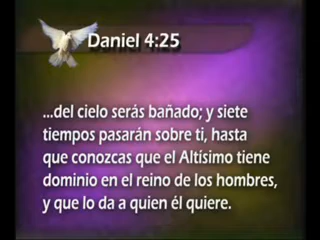 Daniel 4:25
...del cielo serás bañado; y siete
tiempos pasarán sobre ti, hasta
que conozcas que el Altísimo tiene
dominio en el reino de los hombres,
y que lo da a quien él quiere.